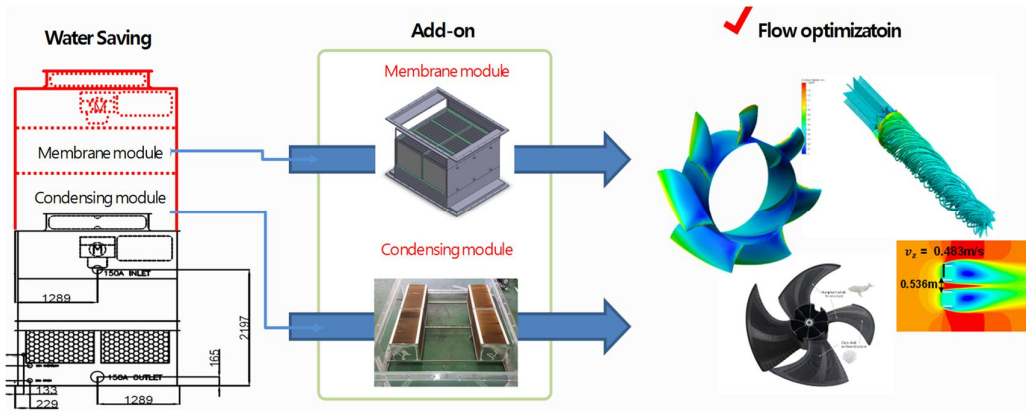 Water Saving
Add-on
Flow optimizatoin
Membrane module
Membrane module
Condensing module
M
M
150A INLET
1289
2197
165
150A OUTLET
133
1289
229
Condensing module
v_z = 0.483m/s
0.536m